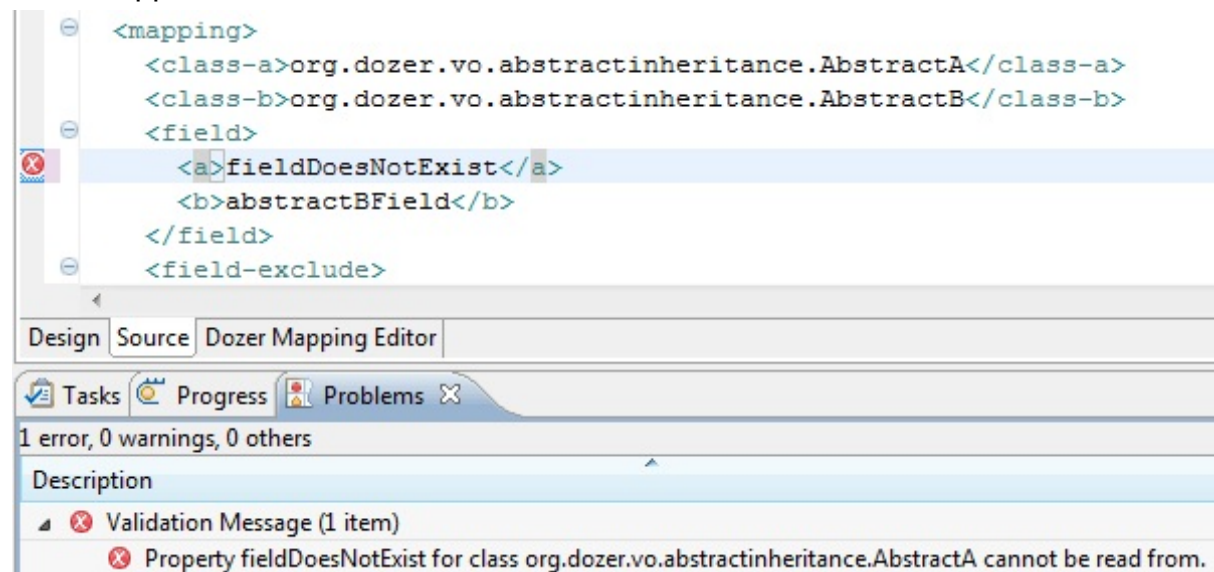 <mapping>
<class-a>org.dozer.vo.abstractinheritance.AbstractA</class-a>
<class-b>org.dozer.vo.abstractinheritance.AbstractB</class-b>
<field>
<a>fieldDoesNotExist</a>
<b>abstractBField</b>
</field>
<field-exclude>
Design Source Dozer Mapping Editor
Tasks Progress Problems
1 error, 0 warnings, 0 others
Description
Validation Message (1 item)
Property fieldDoesNotExist for class org.dozer.vo.abstractinheritance.AbstractA cannot be read from.